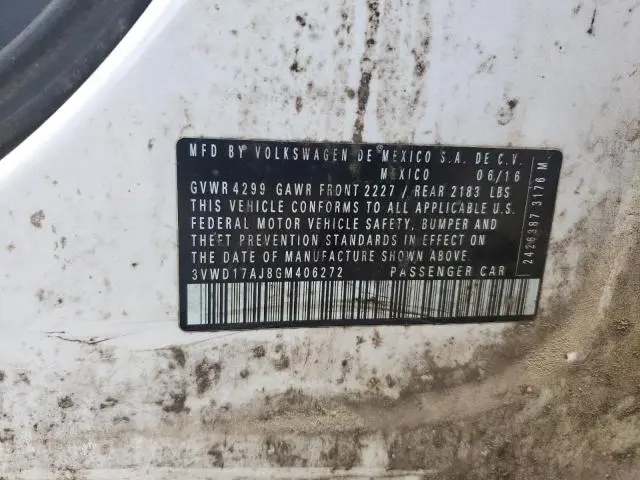 MFD BY VOLKSWAGEN DE MEXICO S.A. DE C.V.
MEXICO 06/16
GVWR 4299 GAWR FRONT 2227 / REAR 2183 LBS
THIS VEHICLE CONFORMS TO ALL APPLICABLE U.S.
FEDERAL MOTOR VEHICLE SAFETY, BUMPER AND
THEFT PREVENTION STANDARDS IN EFFECT ON
THE DATE OF MANUFACTURE SHOWN ABOVE.
3VWD17AJ8GM406272 PASSENGER CAR
2426387 3176 M